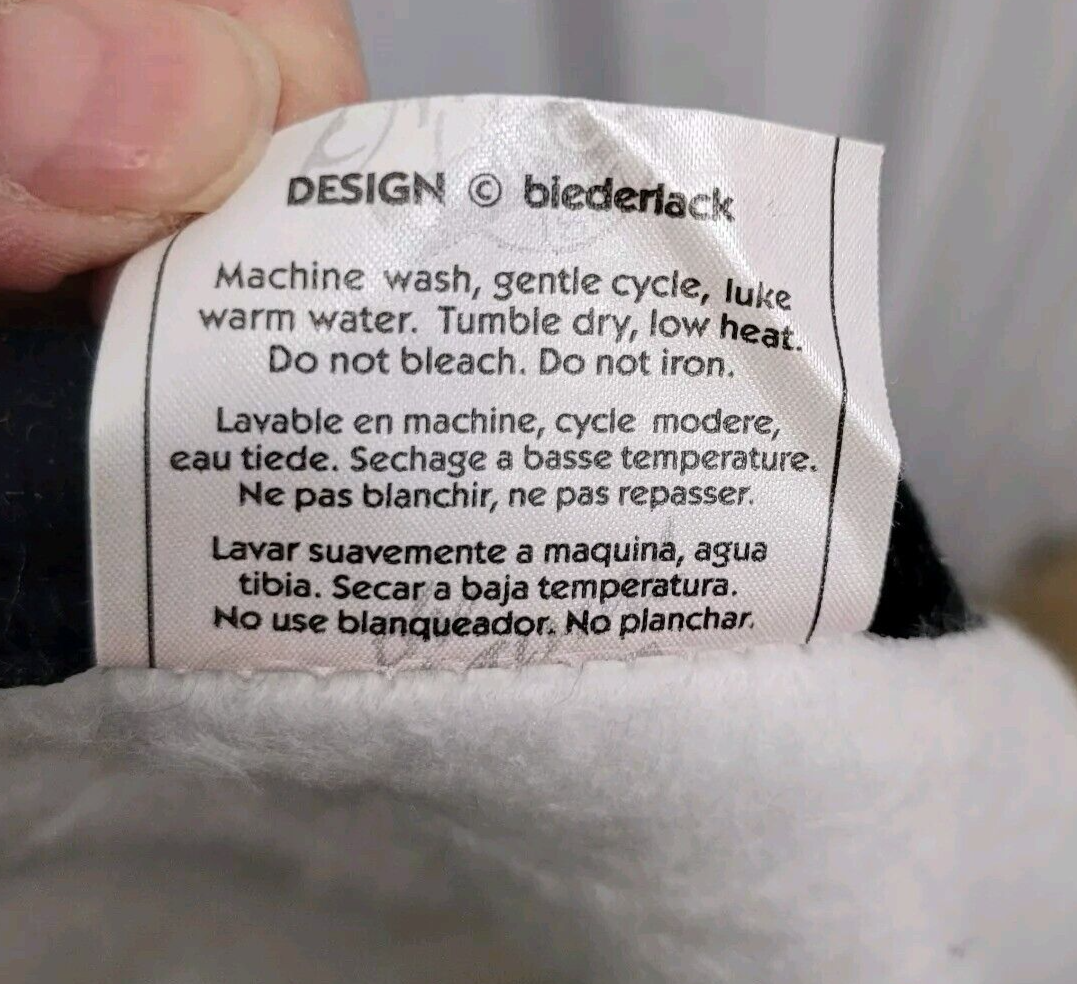 DESIGN © biederlack
Machine wash, gentle cycle, luke
warm water. Tumble dry, low heat.
Do not bleach. Do not iron.
Lavable en machine, cycle modere,
eau tiede. Sechage a basse temperature.
Ne pas blanchir, ne pas repasser.
Lavar suavemente a maquina, agua
tibia. Secar a baja temperatura.
No use blanqueador. No planchar.